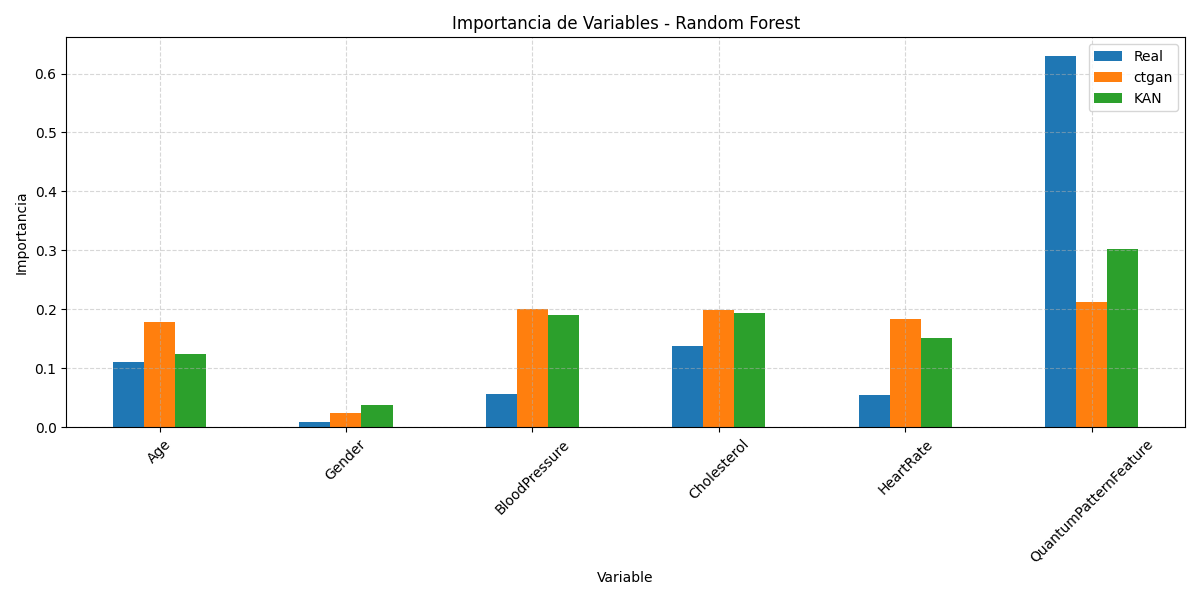 Importancia de Variables - Random Forest
Real
ctgan
KAN
Importancia
0.6
0.5
0.4
0.3
0.2
0.1
0.0
Age
Gender
BloodPressure
Cholesterol
HeartRate
QuantumPatternFeature
Variable